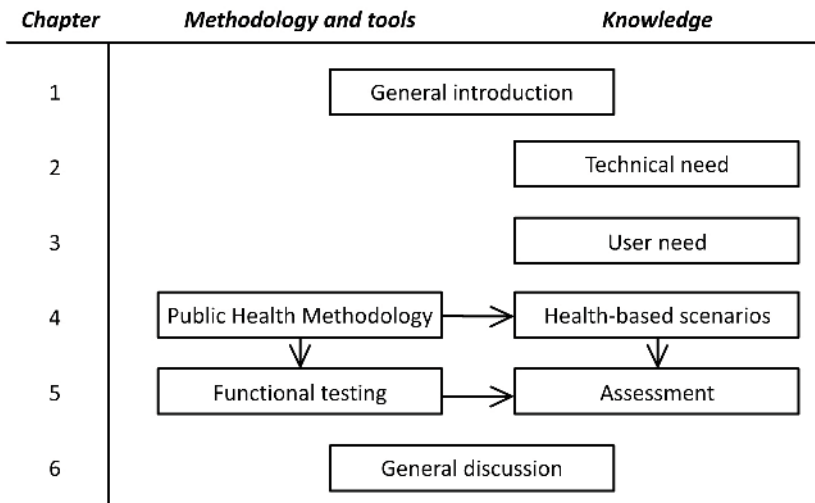 Chapter Methodology and tools Knowledge
1 General introduction
2 Technical need
3 User need
4 Public Health Methodology Health-based scenarios
5 Functional testing Assessment
6 General discussion